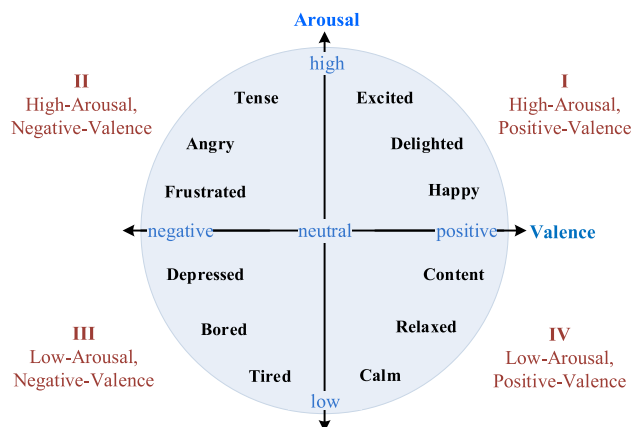 Arousal
high
II
High-Arousal,
Negative-Valence
I
High-Arousal,
Positive-Valence
Tense
Excited
Angry
Delighted
Frustrated
Happy
negative
neutral
positive
Valence
Depressed
Content
Bored
Relaxed
III
Low-Arousal,
Negative-Valence
IV
Low-Arousal,
Positive-Valence
Tired
Calm
low